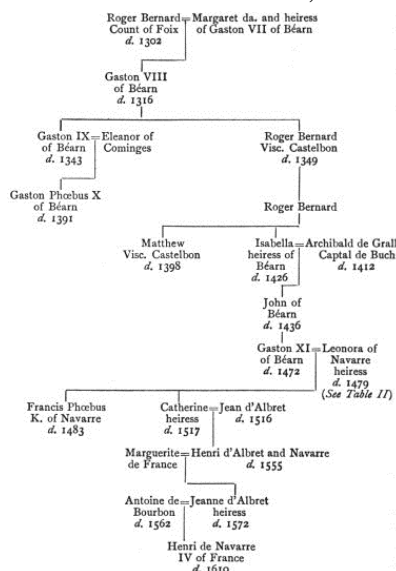 Roger Bernard = Margaret da. and heiress
Count of Foix of Gaston VII of Béarn
d. 1302
Gaston VIII
of Béarn
d. 1316
Gaston IX = Eleanor of
of Béarn Cominges
d. 1343
Roger Bernard
Visc. Castelbon
d. 1349
Gaston Phœbus X
of Béarn
d. 1391
Roger Bernard
Matthew
Visc. Castelbon
d. 1398
Isabella = Archibald de Grall
heiress of Captal de Buch
Béarn d. 1412
d. 1426
John of
Béarn
d. 1436
Gaston XI = Leonora of
of Béarn Navarre
d. 1472 heiress
d. 1479
(See Table II)
Francis Phœbus
K. of Navarre
d. 1483
Catherine = Jean d'Albret
heiress d. 1516
d. 1517
Marguerite = Henri d'Albret and Navarre
de France d. 1555
Antoine de = Jeanne d'Albret
Bourbon heiress
d. 1562 d. 1572
Henri de Navarre
IV of France
d. 1610